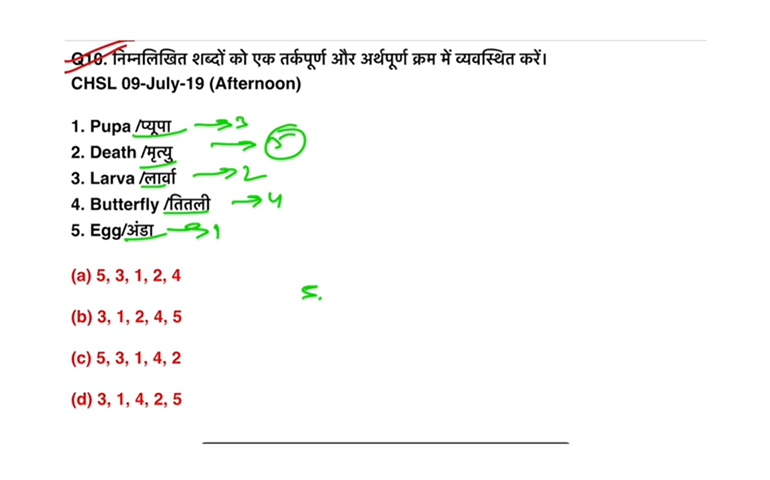 Q10. निम्नलिखित शब्दों को एक तर्कपूर्ण और अर्थपूर्ण क्रम में व्यवस्थित करें।
CHSL 09-July-19 (Afternoon)
1. Pupa /प्यूपा → 3
2. Death /मृत्यु → 5
3. Larva /लार्वा → 2
4. Butterfly /तितली → 4
5. Egg/अंडा → 1
(a) 5, 3, 1, 2, 4
5.
(b) 3, 1, 2, 4, 5
(c) 5, 3, 1, 4, 2
(d) 3, 1, 4, 2, 5